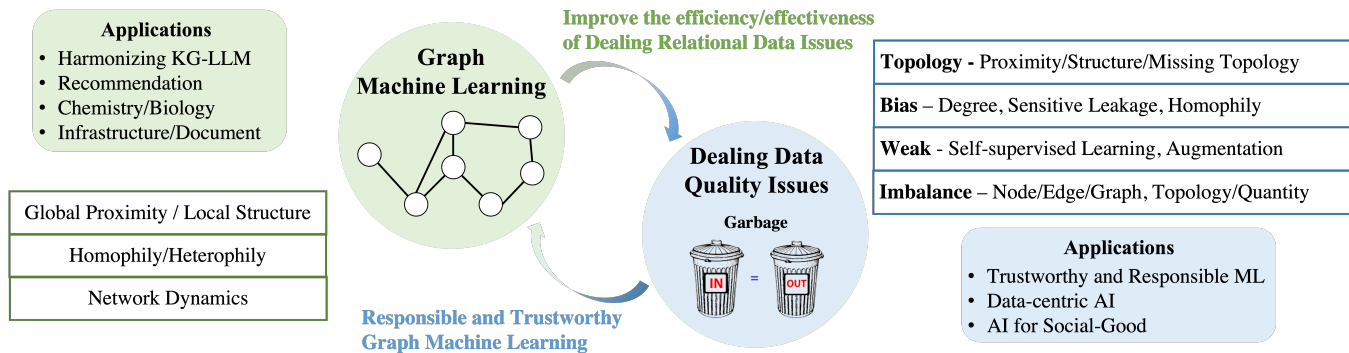 Applications
• Harmonizing KG-LLM
• Recommendation
• Chemistry/Biology
• Infrastructure/Document
Global Proximity / Local Structure
Homophily/Heterophily
Network Dynamics
Graph
Machine Learning
Improve the efficiency/effectiveness
of Dealing Relational Data Issues
Responsible and Trustworthy
Graph Machine Learning
Dealing Data
Quality Issues
Garbage
IN = OUT
Topology - Proximity/Structure/Missing Topology
Bias – Degree, Sensitive Leakage, Homophily
Weak - Self-supervised Learning, Augmentation
Imbalance – Node/Edge/Graph, Topology/Quantity
Applications
• Trustworthy and Responsible ML
• Data-centric AI
• AI for Social-Good